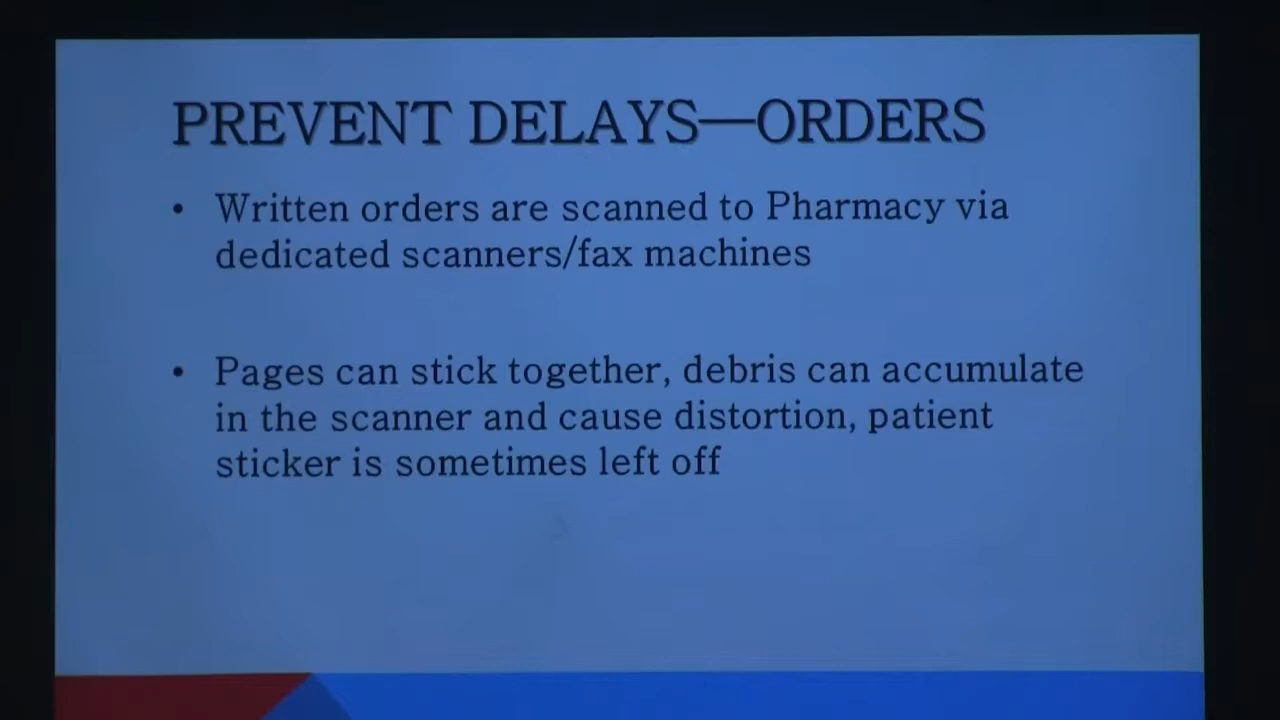 PREVENT DELAYS—ORDERS
• Written orders are scanned to Pharmacy via
dedicated scanners/fax machines
• Pages can stick together, debris can accumulate
in the scanner and cause distortion, patient
sticker is sometimes left off